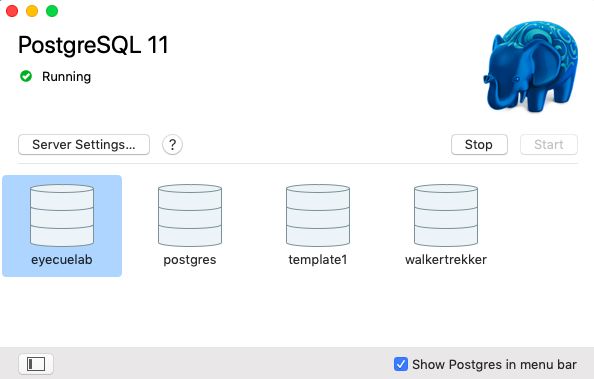 PostgreSQL 11
Running
Server Settings...
?
Stop
Start
eyecuelab
postgres
template1
walkertrekker
Show Postgres in menu bar